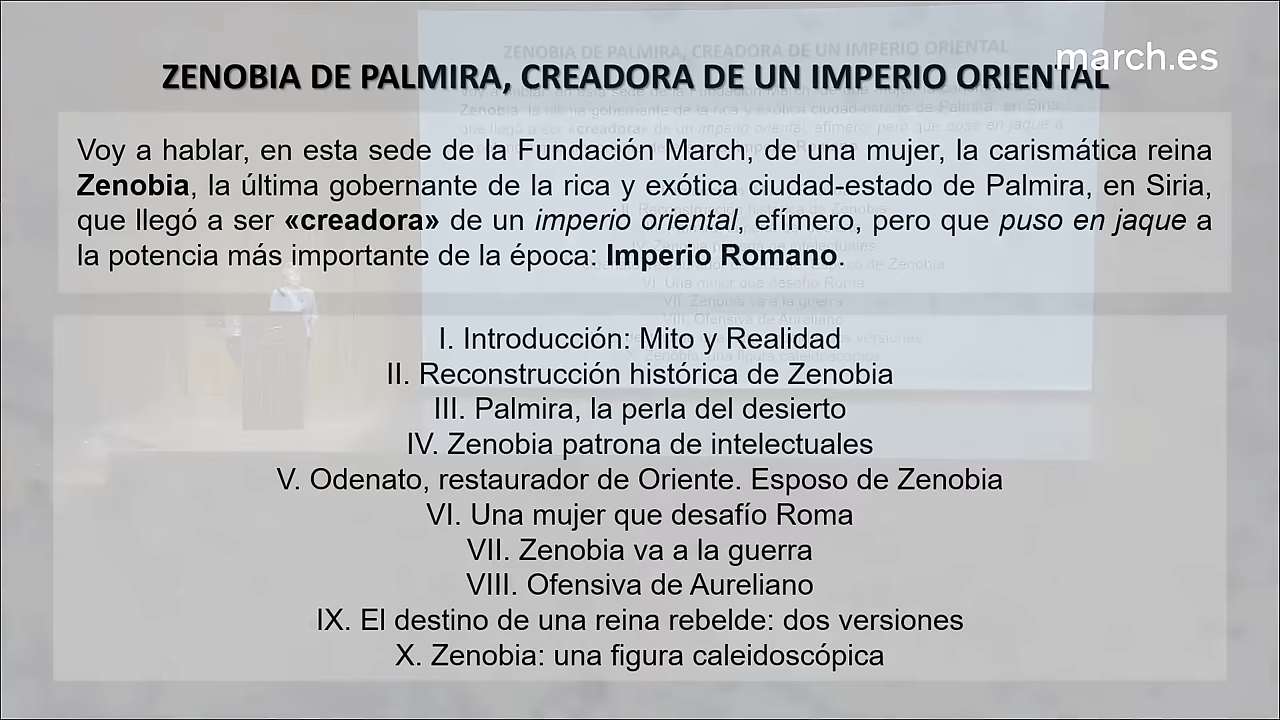 march.es
ZENOBIA DE PALMIRA, CREADORA DE UN IMPERIO ORIENTAL
Voy a hablar, en esta sede de la Fundación March, de una mujer, la carismática reina
Zenobia, la última gobernante de la rica y exótica ciudad-estado de Palmira, en Siria,
que llegó a ser «creadora» de un imperio oriental, efímero, pero que puso en jaque a
la potencia más importante de la época: Imperio Romano.
I. Introducción: Mito y Realidad
II. Reconstrucción histórica de Zenobia
III. Palmira, la perla del desierto
IV. Zenobia patrona de intelectuales
V. Odenato, restaurador de Oriente. Esposo de Zenobia
VI. Una mujer que desafío Roma
VII. Zenobia va a la guerra
VIII. Ofensiva de Aureliano
IX. El destino de una reina rebelde: dos versiones
X. Zenobia: una figura caleidoscópica